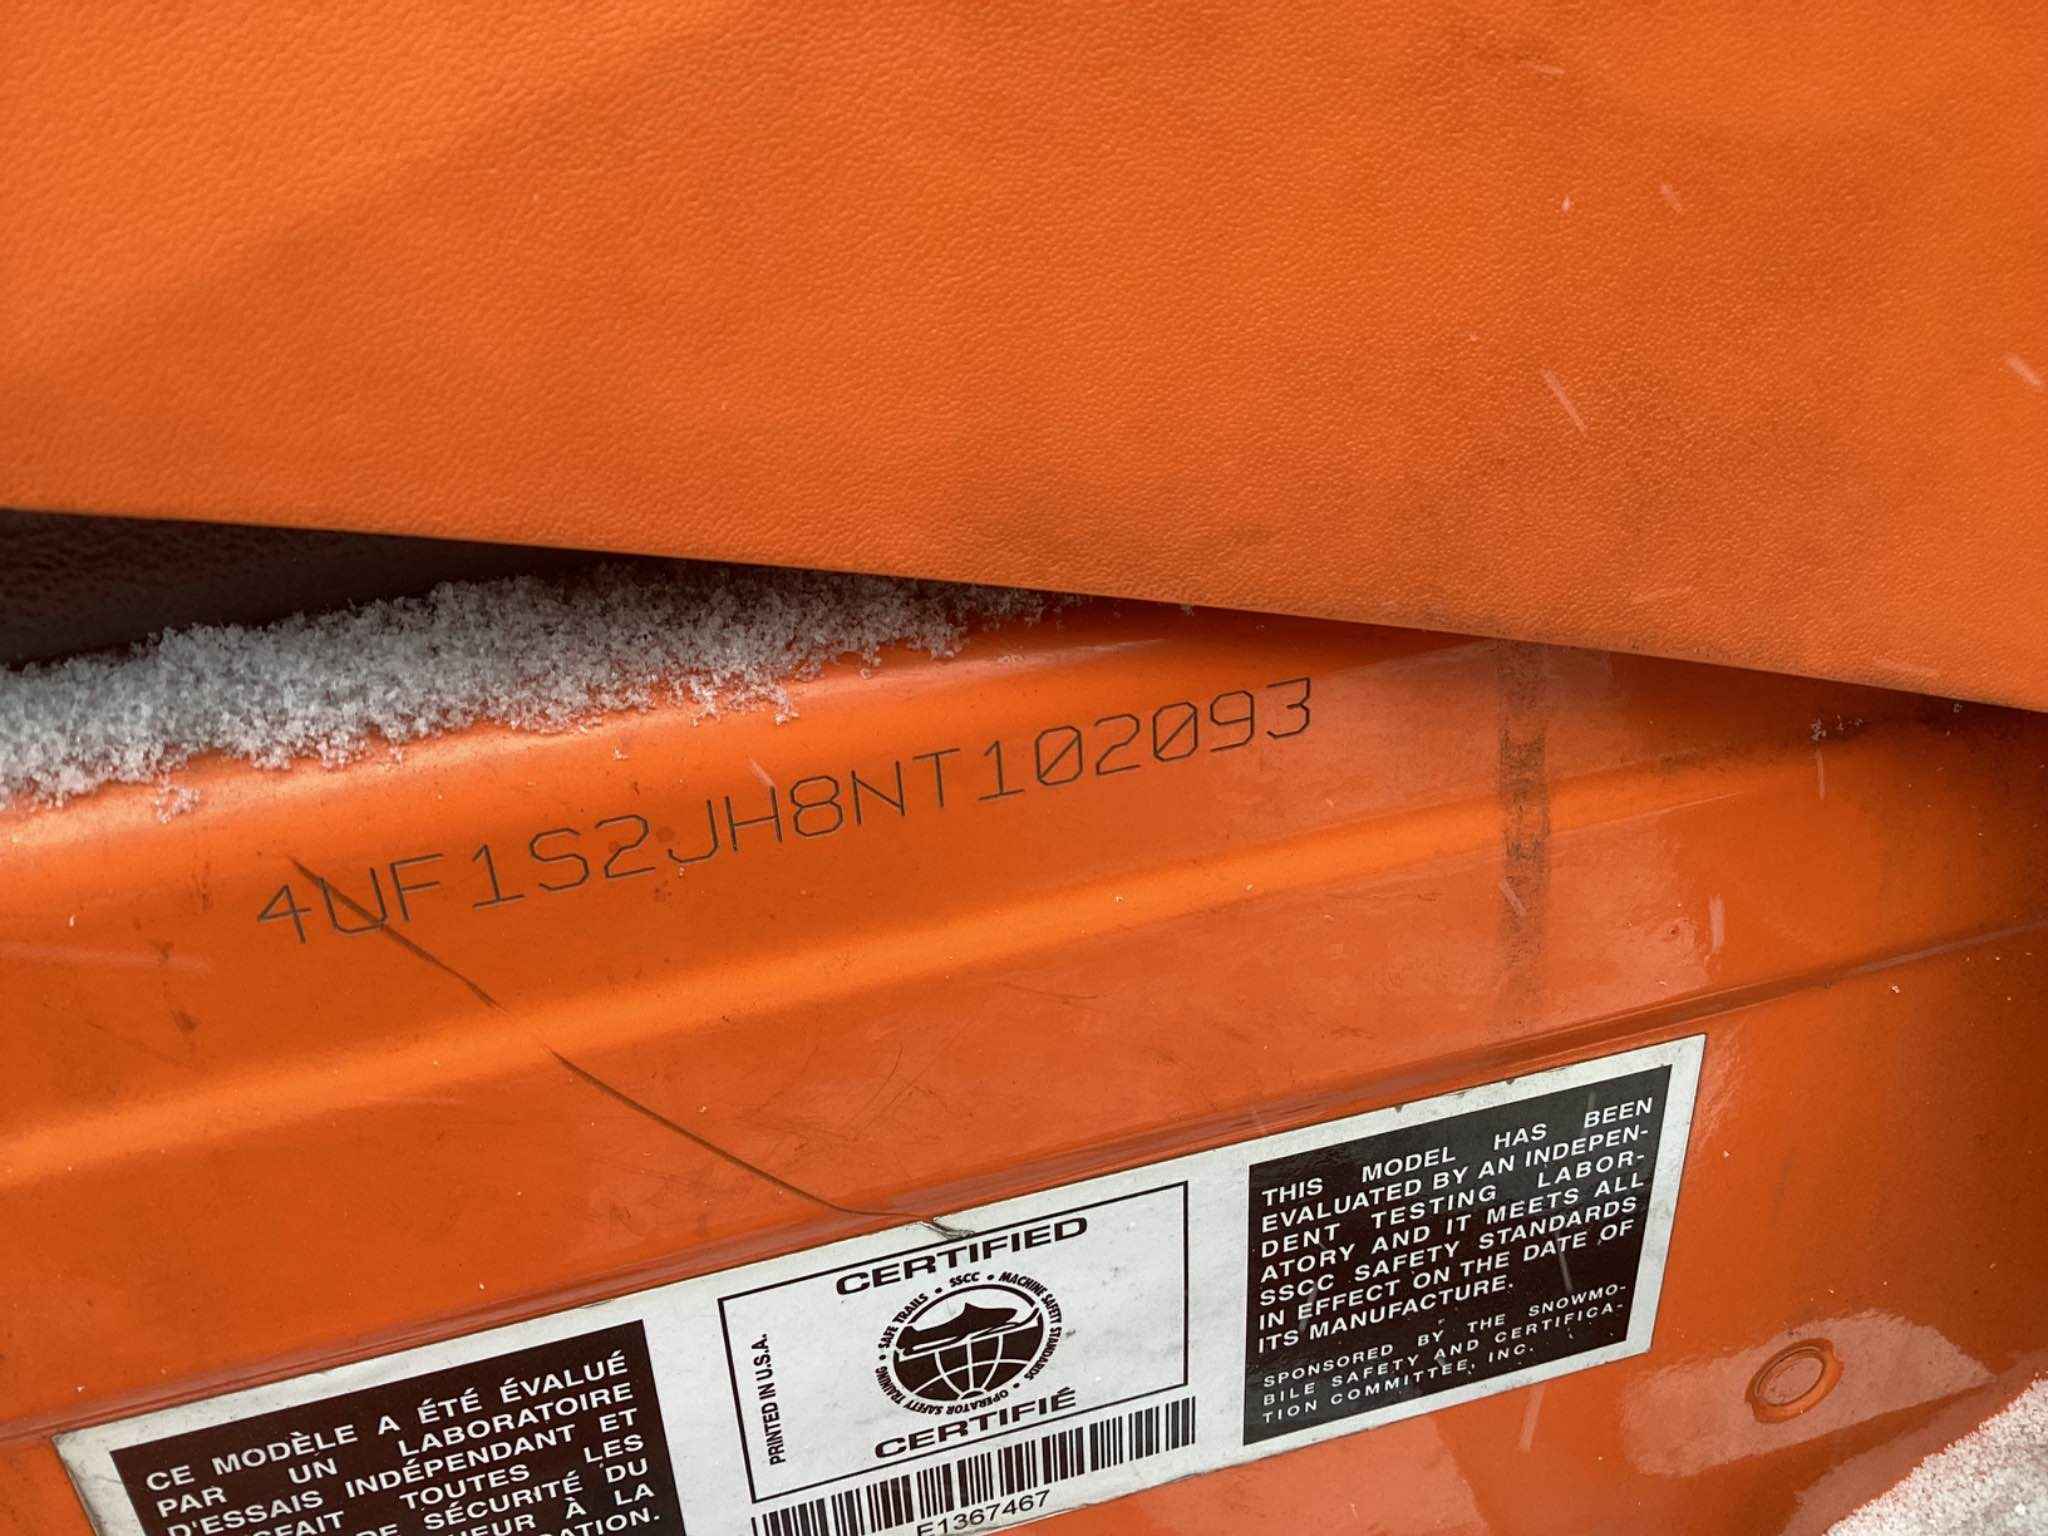 4UF1S2JH8NT102093
CE MODÈLE A ÉTÉ ÉVALUÉ
PAR UN LABORATOIRE
D'ESSAIS INDÉPENDANT ET
TOUTES LES
DE SÉCURITÉ DU
À LA
CERTIFIED
SAFE TRAILS • SSCC • MACHINE SAFETY STANDARDS • OPERATOR SAFETY TRAINING •
PRINTED IN U.S.A.
CERTIFIÉ
E1367467
THIS MODEL HAS BEEN
EVALUATED BY AN INDEPEN-
DENT TESTING LABOR-
ATORY AND IT MEETS ALL
SSCC SAFETY STANDARDS
IN EFFECT ON THE DATE OF
ITS MANUFACTURE.
SPONSORED BY THE SNOWMO-
BILE SAFETY AND CERTIFICA-
TION COMMITTEE, INC.